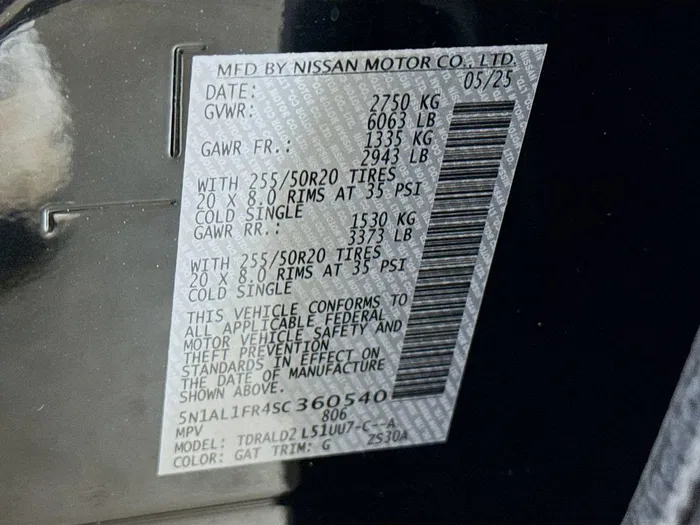 MFD BY NISSAN MOTOR CO., LTD.
DATE: 05/25
GVWR: 2750 KG
6063 LB
GAWR FR.: 1335 KG
2943 LB
WITH 255/50R20 TIRES
20 X 8.0 RIMS AT 35 PSI
COLD SINGLE
GAWR RR.: 1530 KG
3373 LB
WITH 255/50R20 TIRES
20 X 8.0 RIMS AT 35 PSI
COLD SINGLE
THIS VEHICLE CONFORMS TO
ALL APPLICABLE FEDERAL
MOTOR VEHICLE SAFETY AND
THEFT PREVENTION
STANDARDS IN EFFECT ON
THE DATE OF MANUFACTURE
SHOWN ABOVE.
5N1AL1FR4SC360540
MPV 806
MODEL: TDRALD2 L51UU7-C--A
COLOR: GAT TRIM: G ZS30A